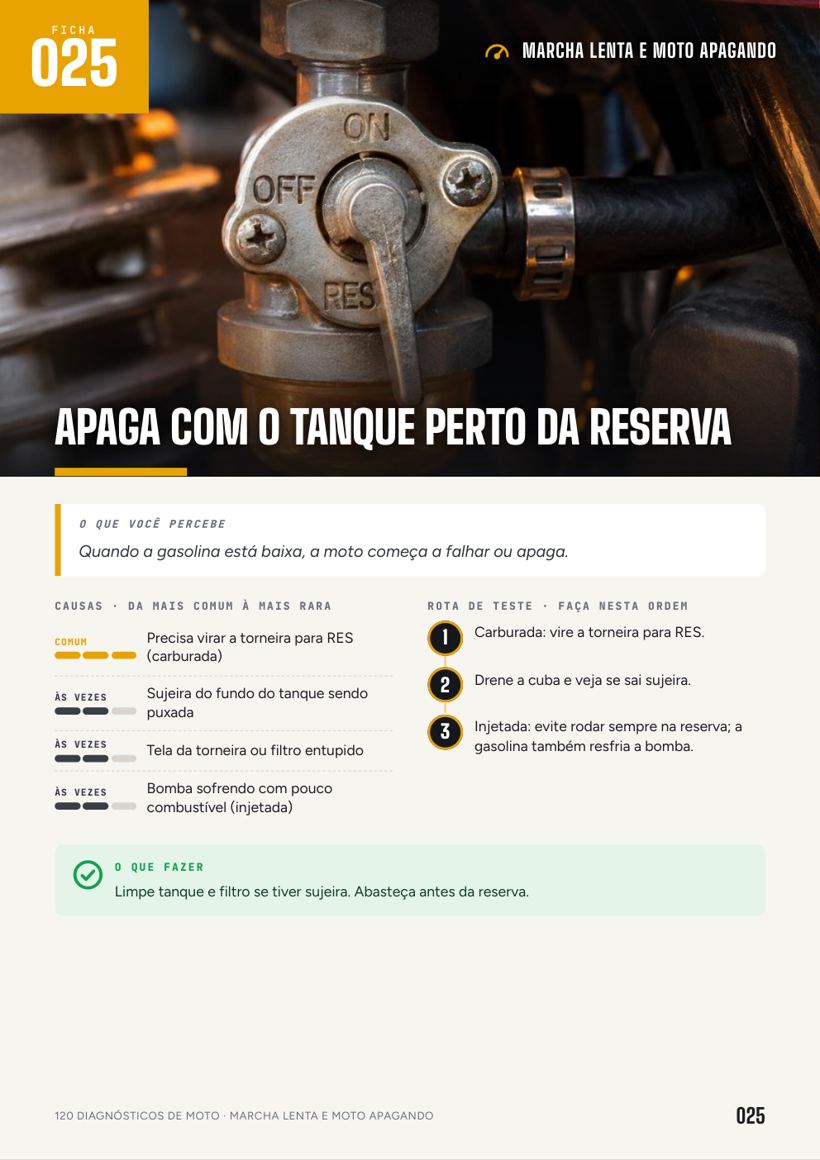 FICHA
025
MARCHA LENTA E MOTO APAGANDO
ON
OFF
RES
APAGA COM O TANQUE PERTO DA RESERVA
O QUE VOCÊ PERCEBE
Quando a gasolina está baixa, a moto começa a falhar ou apaga.
CAUSAS · DA MAIS COMUM À MAIS RARA
COMUM
Precisa virar a torneira para RES
(carburada)
ÀS VEZES
Sujeira do fundo do tanque sendo
puxada
ÀS VEZES
Tela da torneira ou filtro entupido
ÀS VEZES
Bomba sofrendo com pouco
combustível (injetada)
ROTA DE TESTE · FAÇA NESTA ORDEM
1 Carburada: vire a torneira para RES.
2 Drene a cuba e veja se sai sujeira.
3 Injetada: evite rodar sempre na reserva; a
gasolina também resfria a bomba.
O QUE FAZER
Limpe tanque e filtro se tiver sujeira. Abasteça antes da reserva.
120 DIAGNÓSTICOS DE MOTO · MARCHA LENTA E MOTO APAGANDO
025